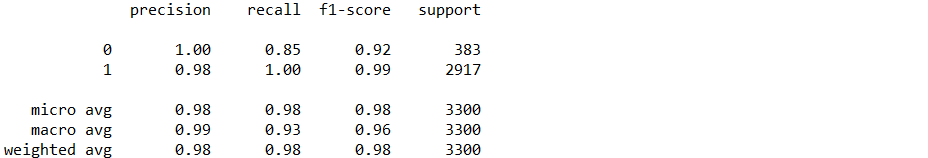 precision recall f1-score support
0 1.00 0.85 0.92 383
1 0.98 1.00 0.99 2917
micro avg 0.98 0.98 0.98 3300
macro avg 0.99 0.93 0.96 3300
weighted avg 0.98 0.98 0.98 3300